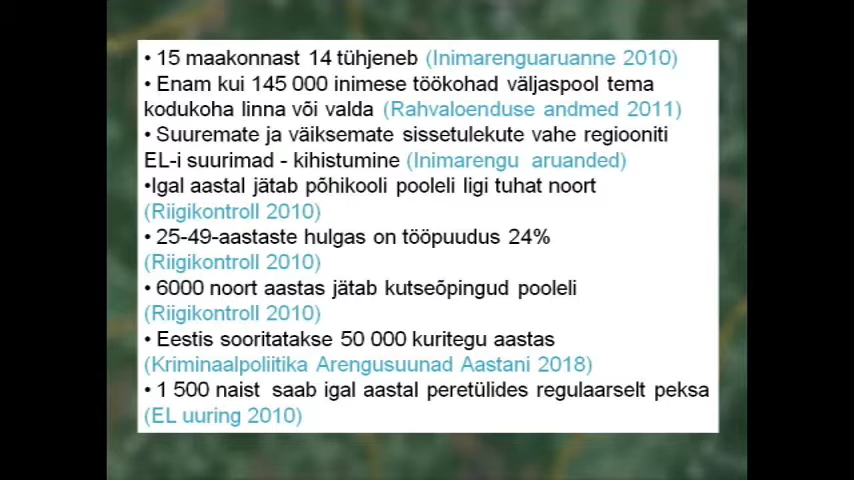 • 15 maakonnast 14 tühjeneb (Inimarenguaruanne 2010)
• Enam kui 145 000 inimese töökohad väljaspool tema
kodukoha linna või valda (Rahvaloenduse andmed 2011)
• Suuremate ja väiksemate sissetulekute vahe regiooniti
EL-i suurimad - kihistumine (Inimarengu aruanded)
•Igal aastal jätab põhikooli pooleli ligi tuhat noort
(Riigikontroll 2010)
• 25-49-aastaste hulgas on tööpuudus 24%
(Riigikontroll 2010)
• 6000 noort aastas jätab kutseõpingud pooleli
(Riigikontroll 2010)
• Eestis sooritatakse 50 000 kuritegu aastas
(Kriminaalpoliitika Arengusuunad Aastani 2018)
• 1 500 naist saab igal aastal peretülides regulaarselt peksa
(EL uuring 2010)